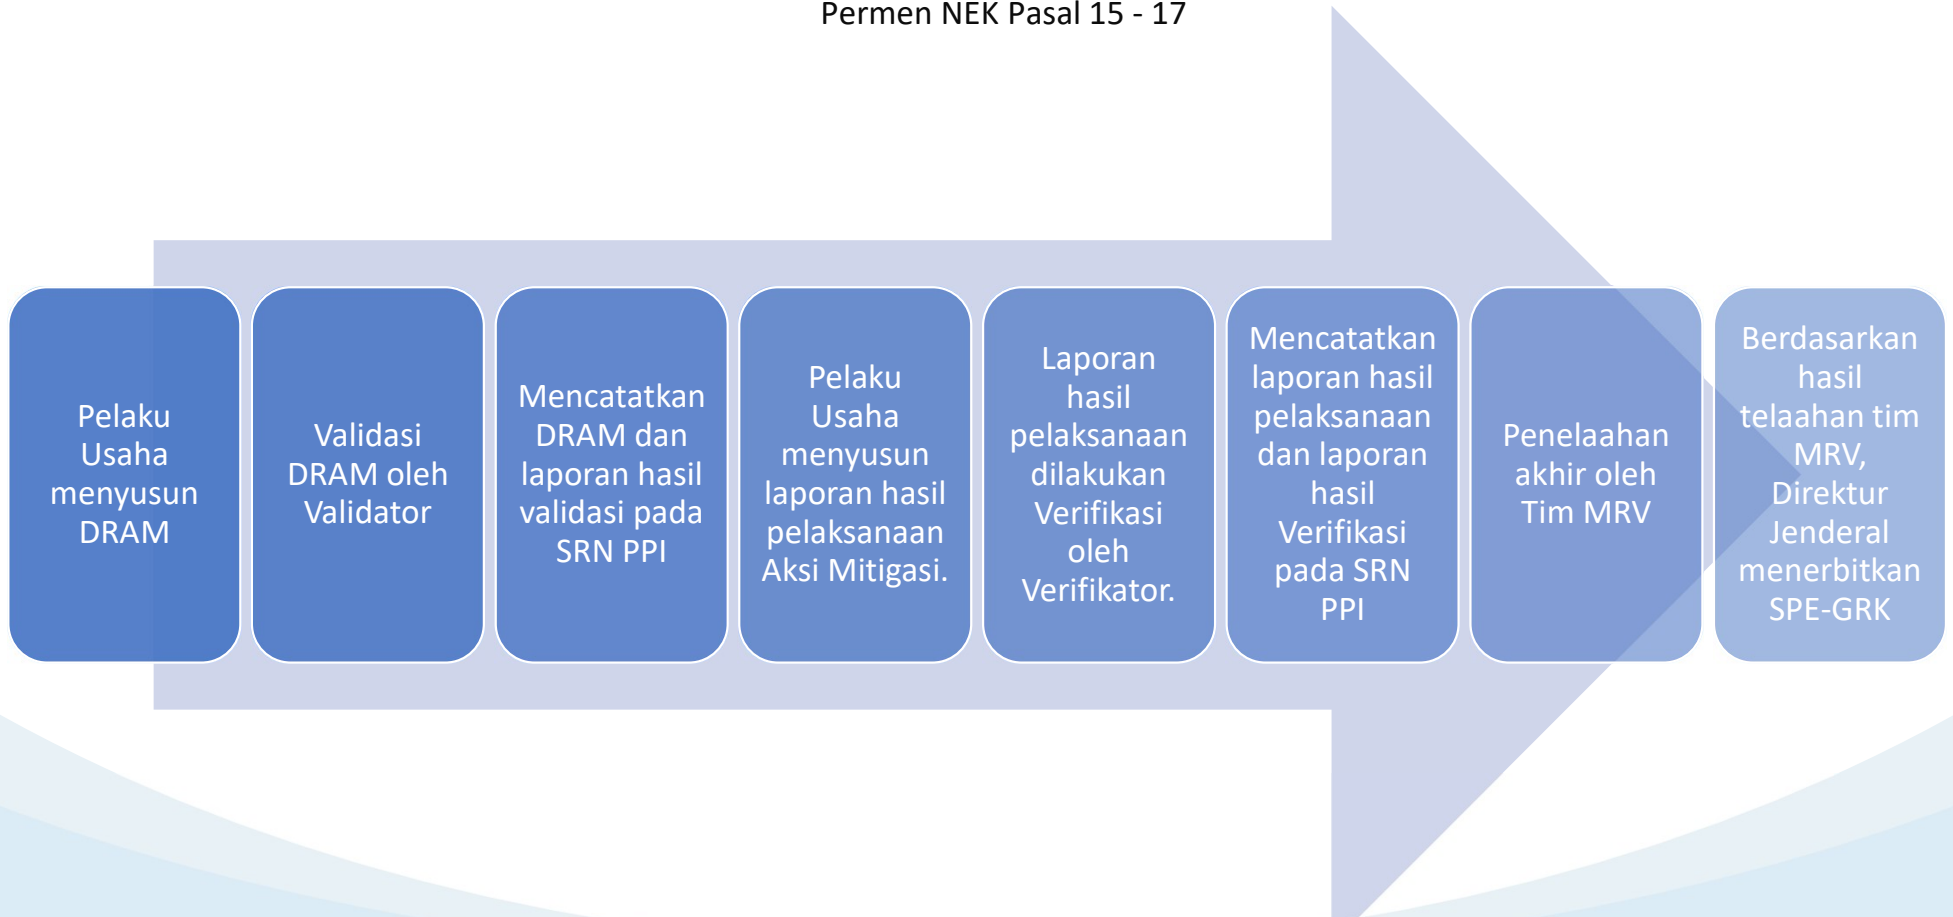 Permen NEK Pasal 15 - 17
Pelaku
Usaha
menyusun
DRAM
Validasi
DRAM oleh
Validator
Mencatatkan
DRAM dan
laporan hasil
validasi pada
SRN PPI
Pelaku
Usaha
menyusun
laporan hasil
pelaksanaan
Aksi Mitigasi.
Laporan
hasil
pelaksanaan
dilakukan
Verifikasi
oleh
Verifikator.
Mencatatkan
laporan hasil
pelaksanaan
dan laporan
hasil
Verifikasi
pada SRN
PPI
Penelaahan
akhir oleh
Tim MRV
Berdasarkan
hasil
telaahan tim
MRV,
Direktur
Jenderal
menerbitkan
SPE-GRK